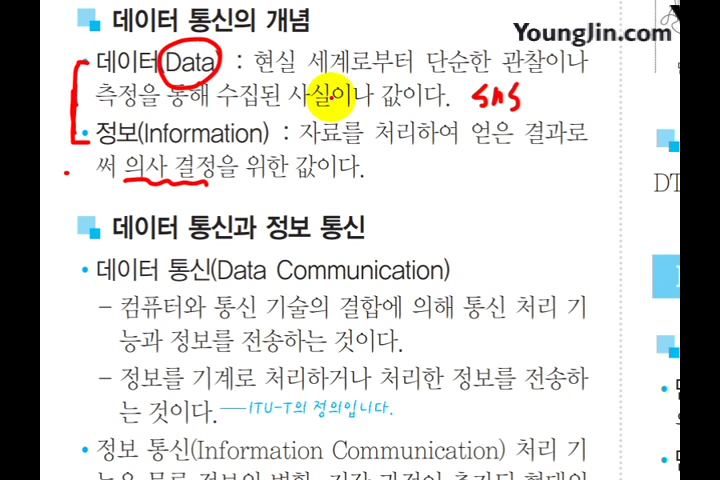 데이터 통신의 개념
YoungJin.com
• 데이터(Data) : 현실 세계로부터 단순한 관찰이나
측정을 통해 수집된 사실이나 값이다. SNS
• 정보(Information) : 자료를 처리하여 얻은 결과로
써 의사 결정을 위한 값이다.
데이터 통신과 정보 통신
• 데이터 통신(Data Communication)
– 컴퓨터와 통신 기술의 결합에 의해 통신 처리 기
능과 정보를 전송하는 것이다.
– 정보를 기계로 처리하거나 처리한 정보를 전송하
는 것이다. ITU-T의 정의입니다.
• 정보 통신(Information Communication) 처리 기
DT